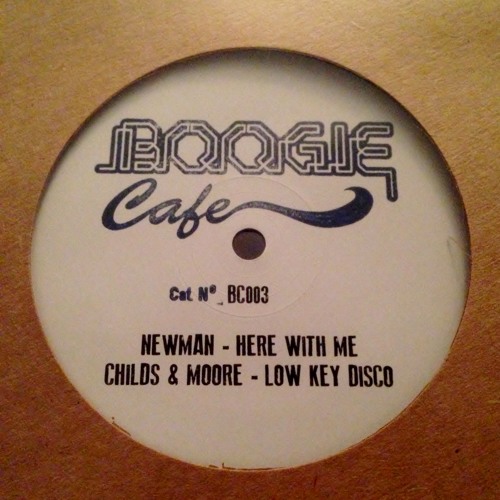 BOOGIE
Cafe
Cat Nº. BC003
NEWMAN - HERE WITH ME
CHILDS & MOORE - LOW KEY DISCO